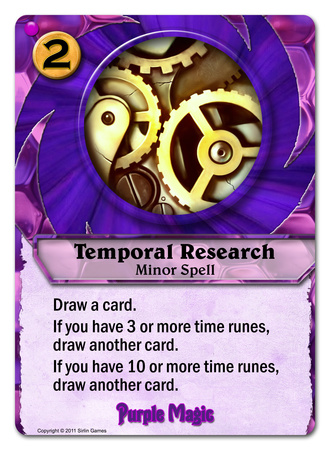 2
Temporal Research
Minor Spell
Draw a card.
If you have 3 or more time runes,
draw another card.
If you have 10 or more time runes,
draw another card.
Purple Magic
Copyright © 2011 Sirlin Games